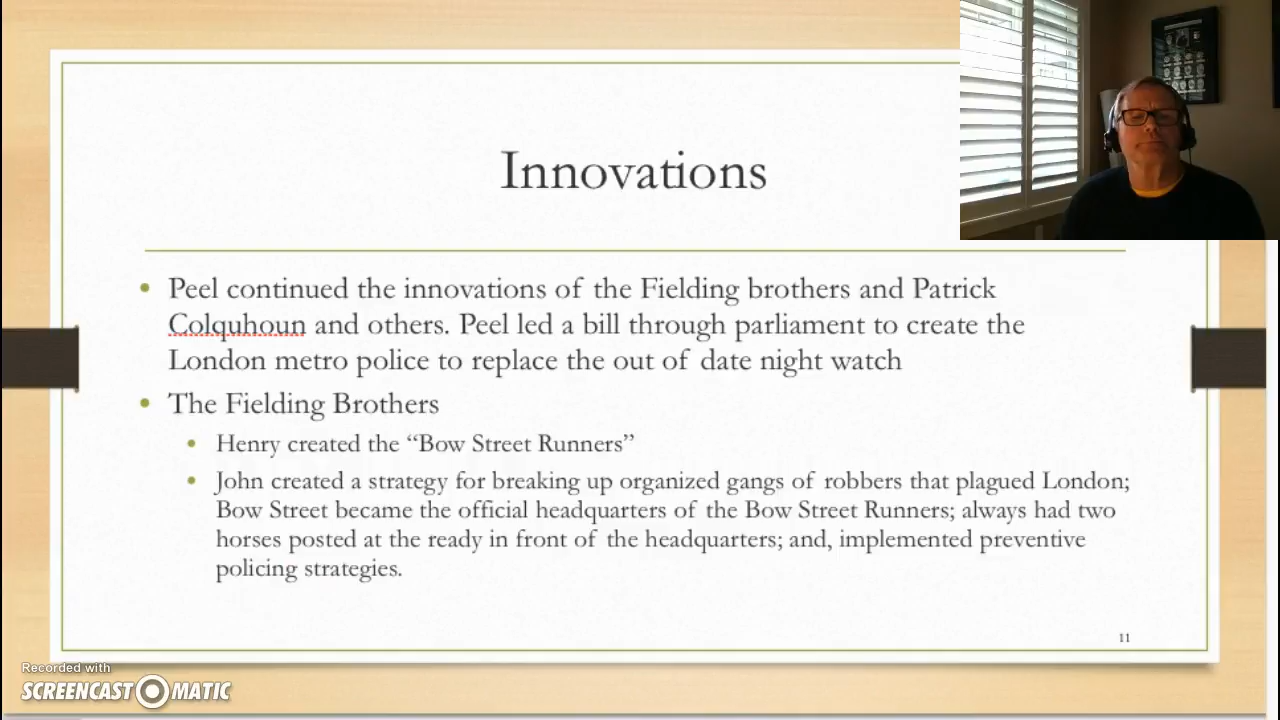 Innovations
• Peel continued the innovations of the Fielding brothers and Patrick
Colquhoun and others. Peel led a bill through parliament to create the
London metro police to replace the out of date night watch
• The Fielding Brothers
• Henry created the “Bow Street Runners”
• John created a strategy for breaking up organized gangs of robbers that plagued London;
Bow Street became the official headquarters of the Bow Street Runners; always had two
horses posted at the ready in front of the headquarters; and, implemented preventive
policing strategies.
11
Recorded with
SCREENCAST MATIC